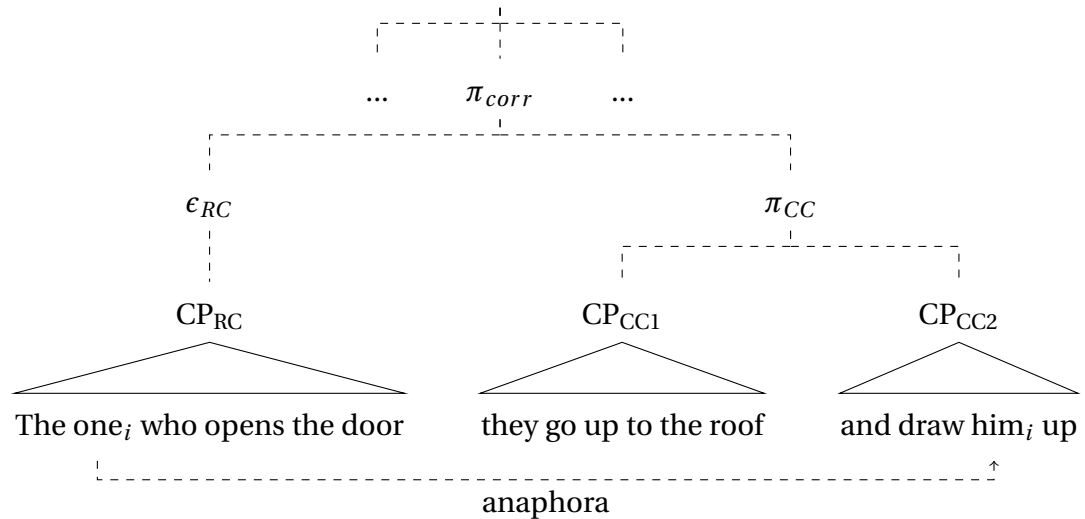 ... π_corr ...
ϵ_RC π_CC
CP_RC CP_CC1 CP_CC2
The one_i who opens the door they go up to the roof and draw him_i up
anaphora